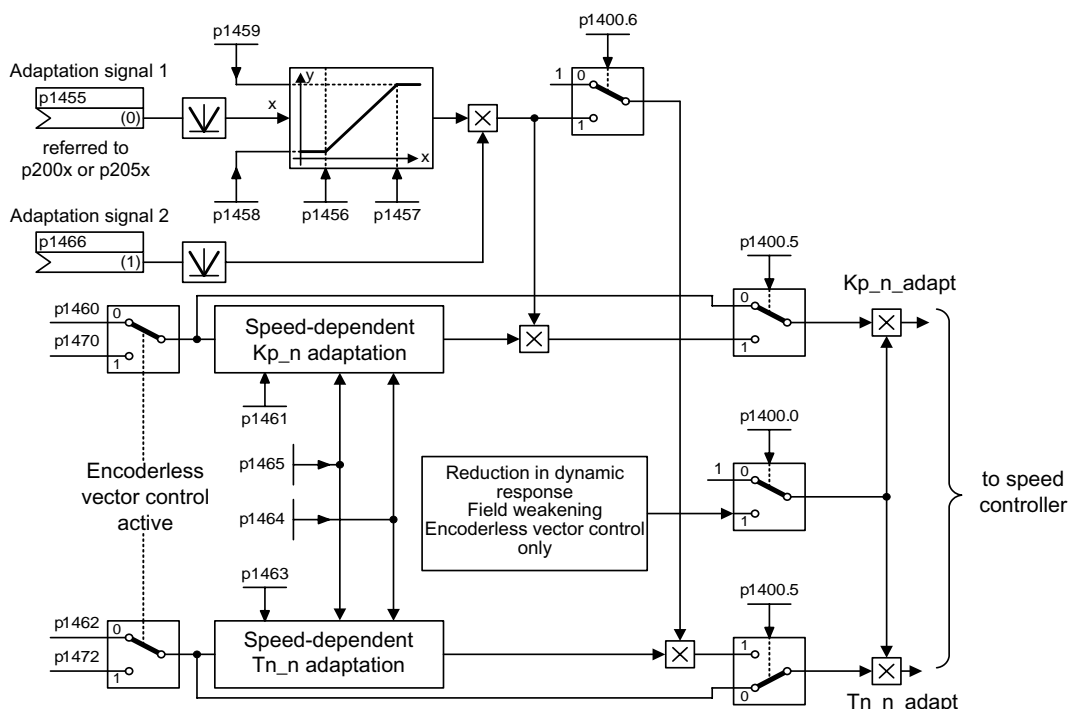 p1459
p1400.6
Adaptation signal 1
p1455
(0)
referred to
p200x or p205x
x
y
x
1
0
1
p1458
p1456
p1457
Adaptation signal 2
p1466
(1)
p1400.5
Kp_n_adapt
p1460
0
p1470
1
Speed-dependent
Kp_n adaptation
0
1
p1461
p1465
p1464
Encoderless
vector control
active
Reduction in dynamic
response
Field weakening
Encoderless vector control
only
p1400.0
1
0
1
to speed
controller
p1463
p1400.5
p1462
0
p1472
1
Speed-dependent
Tn_n adaptation
1
0
Tn_n_adapt